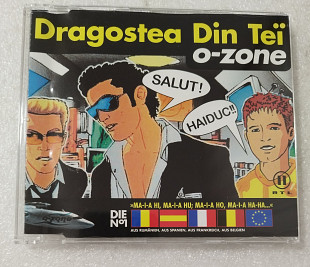 Dragostea Din Teï
o-zone
SALUT!
HAIDUC!!
II
RTL
»MA-I-A HI, MA-I-A HU; MA-I-A HO, MA-I-A HA-HA...«
DIE
No1
AUS RUMÄNIEN, AUS SPANIEN, AUS FRANKREICH, AUS BELGIEN